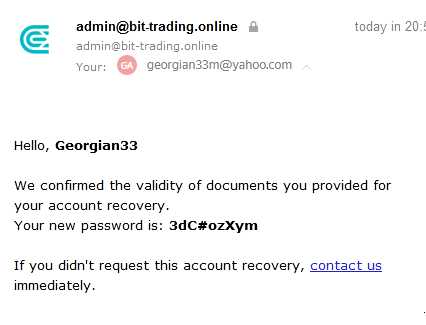 admin@bit-trading.online
today in 20:5
admin@bit-trading.online
Your: GA georgian33m@yahoo.com
Hello, Georgian33
We confirmed the validity of documents you provided for
your account recovery.
Your new password is: 3dC#ozXym
If you didn't request this account recovery, contact us
immediately.